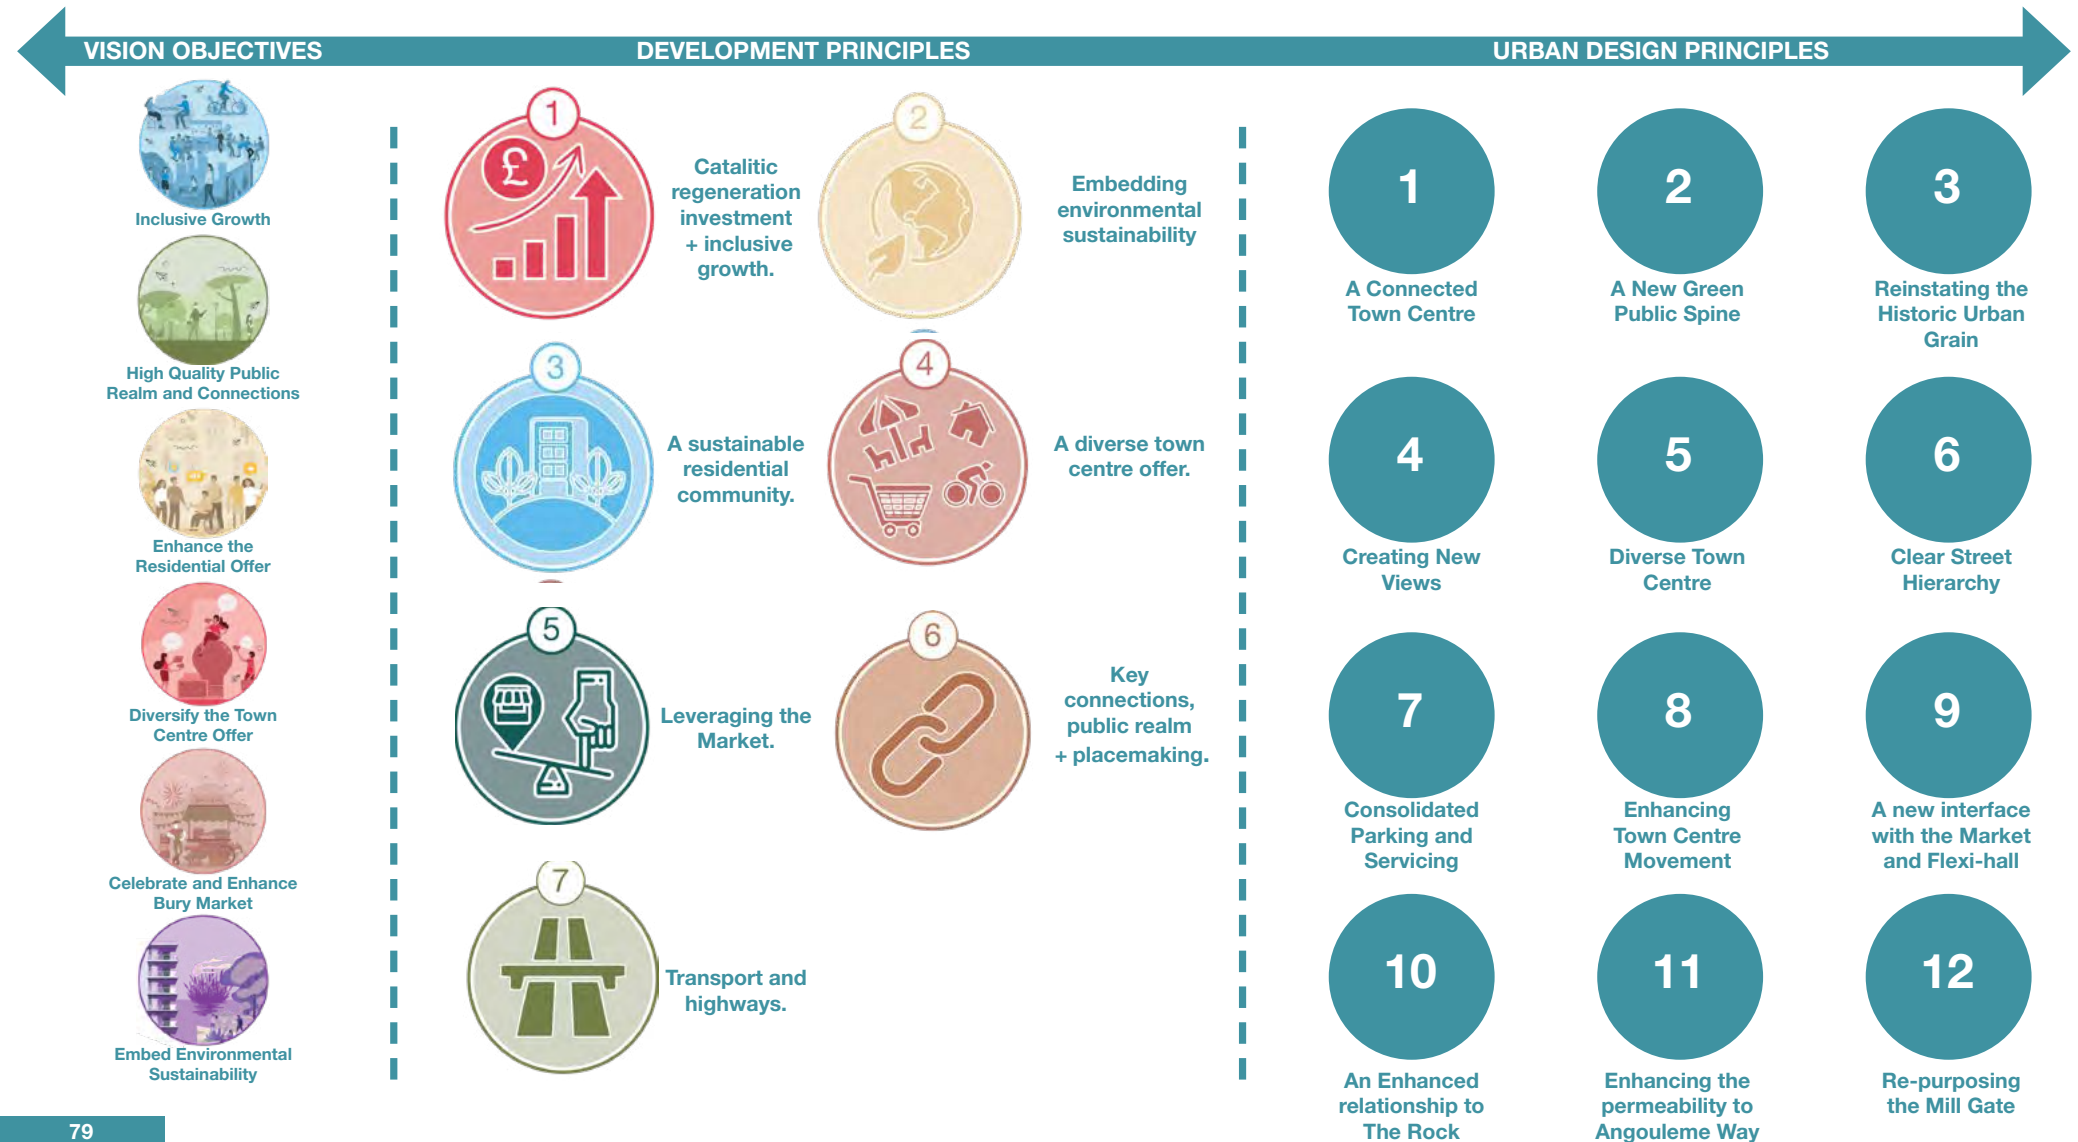 VISION OBJECTIVES
DEVELOPMENT PRINCIPLES
URBAN DESIGN PRINCIPLES
Inclusive Growth
High Quality Public
Realm and Connections
Enhance the
Residential Offer
Diversify the Town
Centre Offer
Celebrate and Enhance
Bury Market
Embed Environmental
Sustainability
1
£
Catalitic
regeneration
investment
+ inclusive
growth.
2
Embedding
environmental
sustainability
3
A sustainable
residential
community.
4
A diverse town
centre offer.
5
Leveraging the
Market.
6
Key
connections,
public realm
+ placemaking.
7
Transport and
highways.
1
A Connected
Town Centre
2
A New Green
Public Spine
3
Reinstating the
Historic Urban
Grain
4
Creating New
Views
5
Diverse Town
Centre
6
Clear Street
Hierarchy
7
Consolidated
Parking and
Servicing
8
Enhancing
Town Centre
Movement
9
A new interface
with the Market
and Flexi-hall
10
An Enhanced
relationship to
The Rock
11
Enhancing the
permeability to
Angouleme Way
12
Re-purposing
the Mill Gate
79